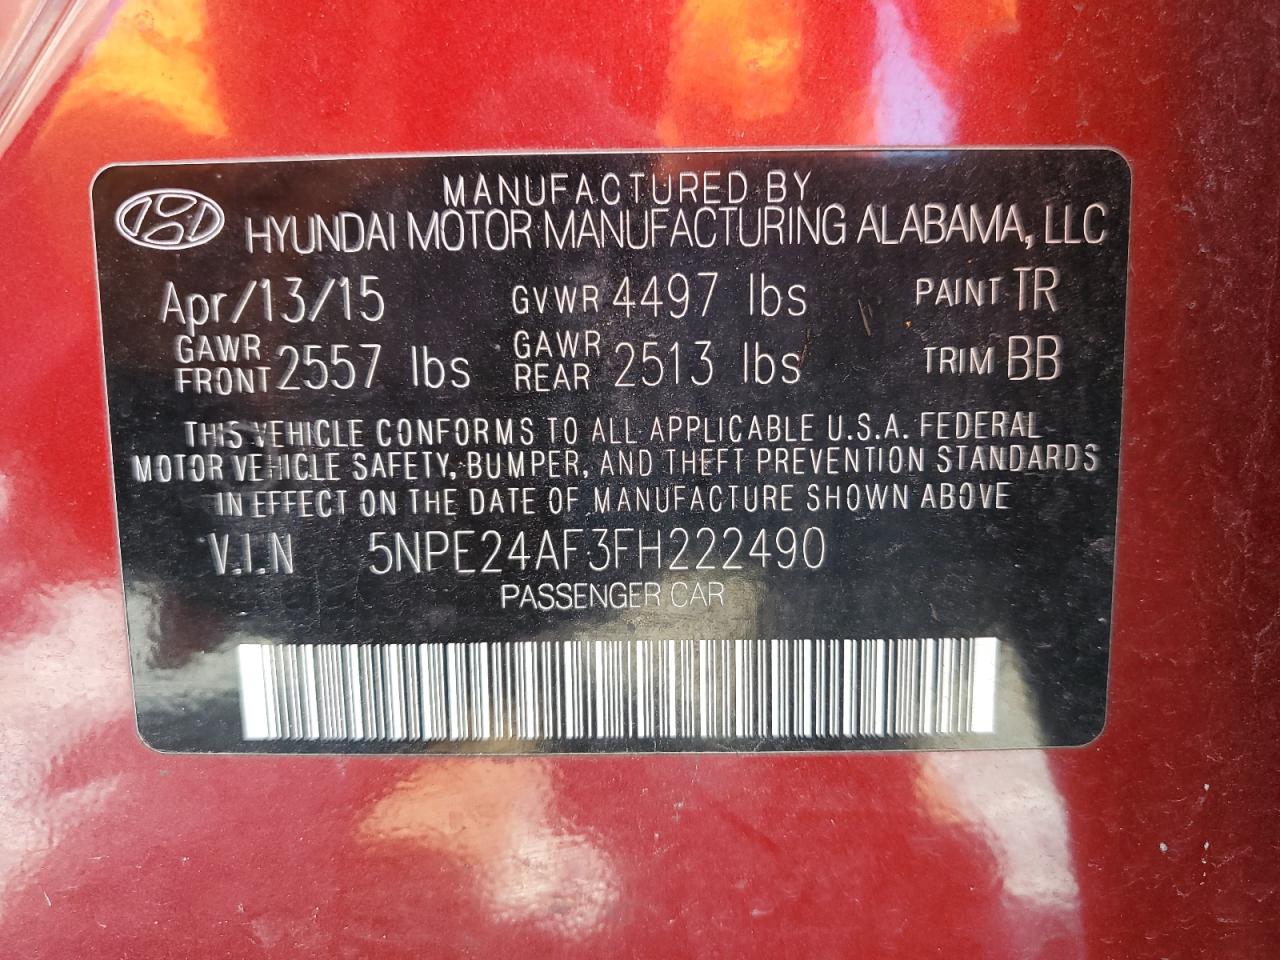 MANUFACTURED BY
HYUNDAI MOTOR MANUFACTURING ALABAMA, LLC
Apr/13/15 GVWR 4497 lbs PAINT TR
GAWR FRONT 2557 lbs GAWR REAR 2513 lbs TRIM BB
THIS VEHICLE CONFORMS TO ALL APPLICABLE U.S.A. FEDERAL
MOTOR VEHICLE SAFETY, BUMPER, AND THEFT PREVENTION STANDARDS
IN EFFECT ON THE DATE OF MANUFACTURE SHOWN ABOVE
V.I.N 5NPE24AF3FH222490
PASSENGER CAR